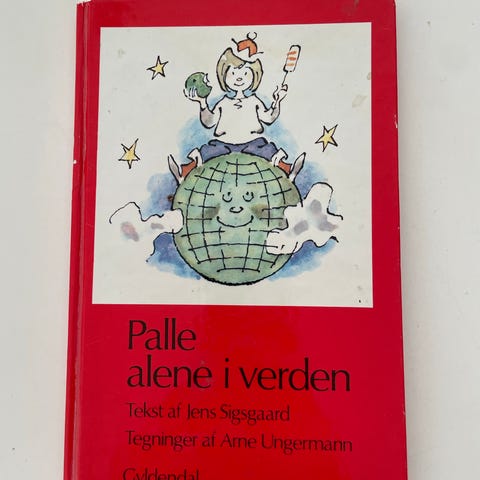 Palle
alene i verden
Tekst af Jens Sigsgaard
Tegninger af Arne Ungermann
Gyldendal